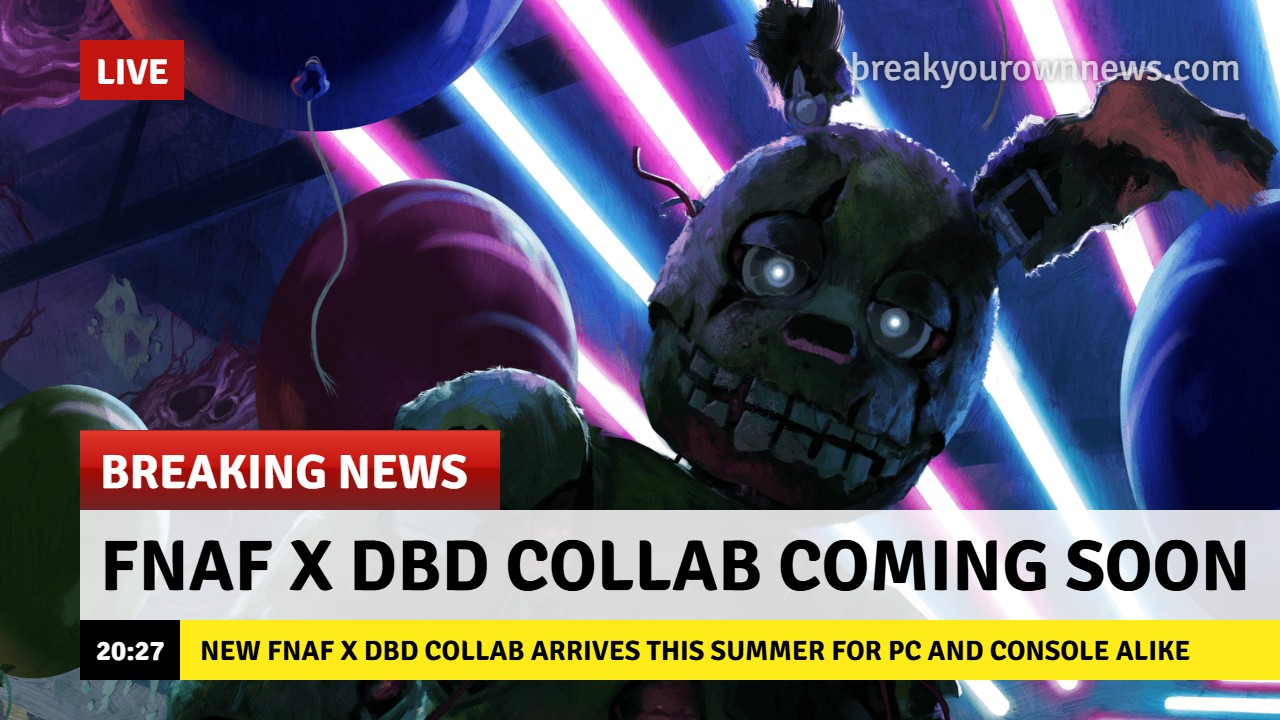 LIVE
breakyourownnews.com
BREAKING NEWS
FNAF X DBD COLLAB COMING SOON
20:27 NEW FNAF X DBD COLLAB ARRIVES THIS SUMMER FOR PC AND CONSOLE ALIKE